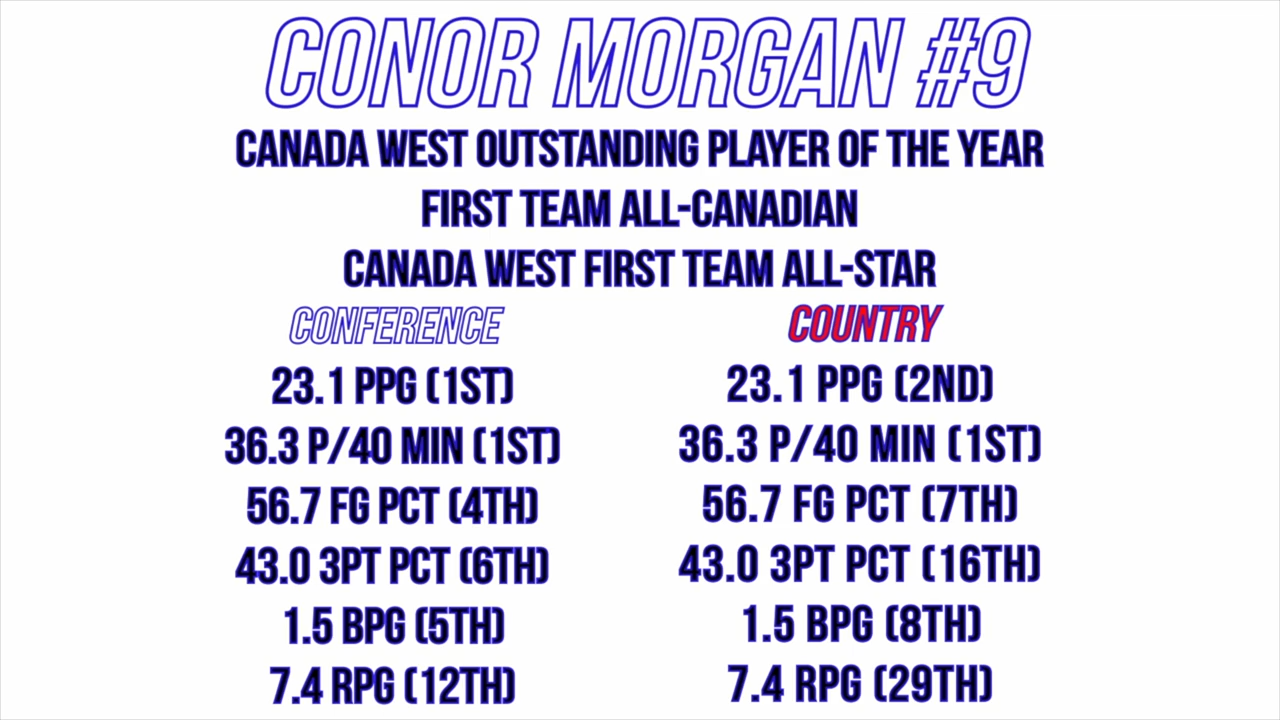 CONOR MORGAN #9
CANADA WEST OUTSTANDING PLAYER OF THE YEAR
FIRST TEAM ALL-CANADIAN
CANADA WEST FIRST TEAM ALL-STAR
CONFERENCE
23.1 PPG (1ST)
36.3 P/40 MIN (1ST)
56.7 FG PCT (4TH)
43.0 3PT PCT (6TH)
1.5 BPG (5TH)
7.4 RPG (12TH)
COUNTRY
23.1 PPG (2ND)
36.3 P/40 MIN (1ST)
56.7 FG PCT (7TH)
43.0 3PT PCT (16TH)
1.5 BPG (8TH)
7.4 RPG (29TH)